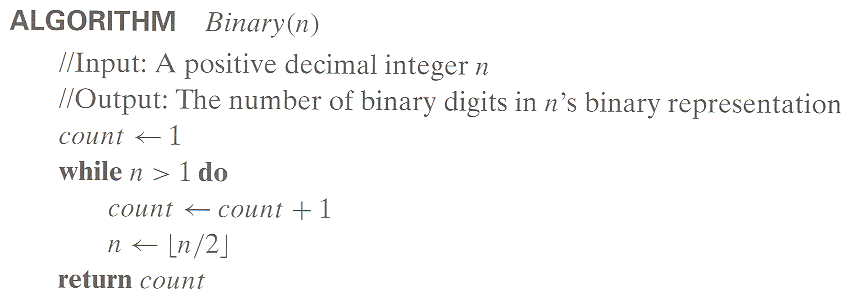 ALGORITHM Binary(n)
//Input: A positive decimal integer n
//Output: The number of binary digits in n's binary representation
count ← 1
while n > 1 do
count ← count + 1
n ← ⌊n/2⌋
return count